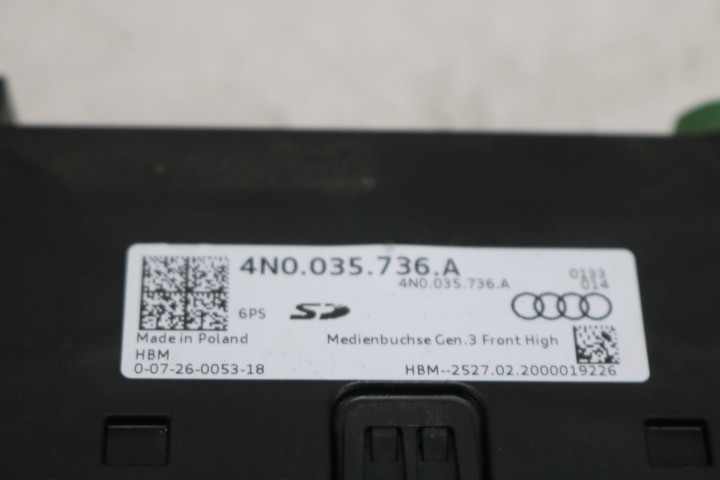 4N0.035.736.A
4N0.035.736.A
0133
014
6PS SD
Made in Poland
Medienbuchse Gen.3 Front High
HBM
0-07-26-0053-18
HBM--2527.02.2000019226